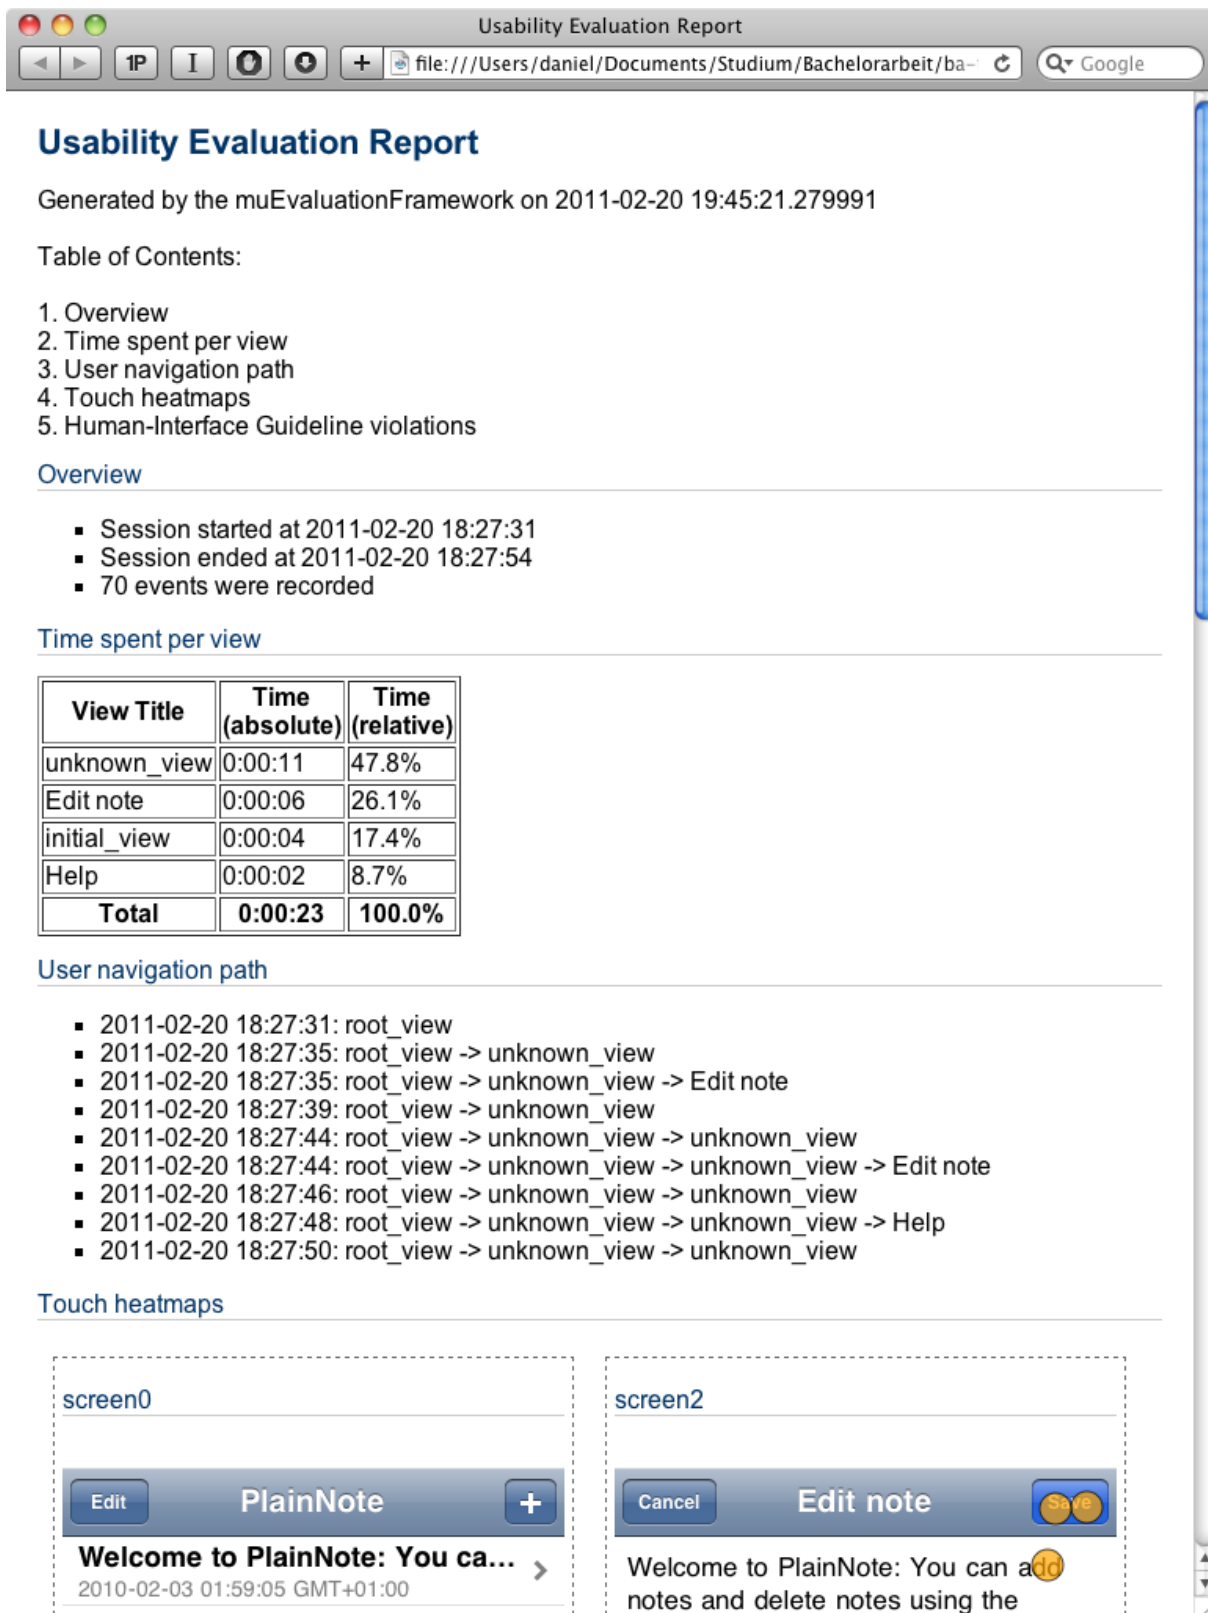 Usability Evaluation Report
1P I + file:///Users/daniel/Documents/Studium/Bachelorarbeit/ba- Google
Usability Evaluation Report
Generated by the muEvaluationFramework on 2011-02-20 19:45:21.279991
Table of Contents:
1. Overview
2. Time spent per view
3. User navigation path
4. Touch heatmaps
5. Human-Interface Guideline violations
Overview
▪ Session started at 2011-02-20 18:27:31
▪ Session ended at 2011-02-20 18:27:54
▪ 70 events were recorded
Time spent per view
View Title Time (absolute) Time (relative)
unknown_view 0:00:11 47.8%
Edit note 0:00:06 26.1%
initial_view 0:00:04 17.4%
Help 0:00:02 8.7%
Total 0:00:23 100.0%
User navigation path
▪ 2011-02-20 18:27:31: root_view
▪ 2011-02-20 18:27:35: root_view -> unknown_view
▪ 2011-02-20 18:27:35: root_view -> unknown_view -> Edit note
▪ 2011-02-20 18:27:39: root_view -> unknown_view
▪ 2011-02-20 18:27:44: root_view -> unknown_view -> unknown_view
▪ 2011-02-20 18:27:44: root_view -> unknown_view -> unknown_view -> Edit note
▪ 2011-02-20 18:27:46: root_view -> unknown_view -> unknown_view
▪ 2011-02-20 18:27:48: root_view -> unknown_view -> unknown_view -> Help
▪ 2011-02-20 18:27:50: root_view -> unknown_view -> unknown_view
Touch heatmaps
screen0
Edit PlainNote +
Welcome to PlainNote: You ca...
2010-02-03 01:59:05 GMT+01:00
screen2
Cancel Edit note Save
Welcome to PlainNote: You can add
notes and delete notes using the